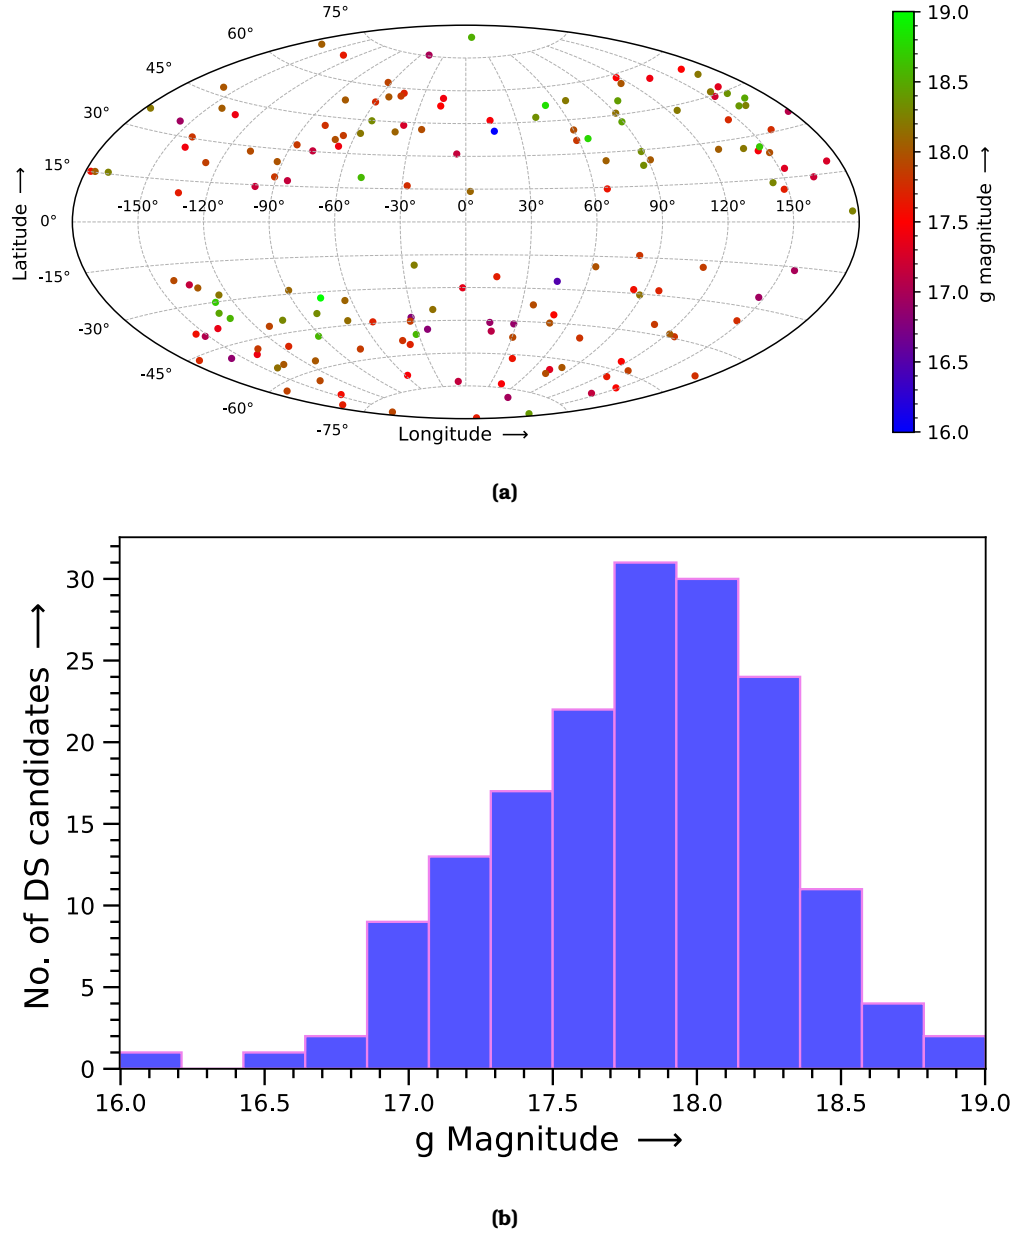 75°
60°
45°
30°
15°
0°
-15°
-30°
-45°
-60°
-75°
-150° -120° -90° -60° -30° 0° 30° 60° 90° 120° 150°
Latitude →
Longitude →
19.0
18.5
18.0
17.5
17.0
16.5
16.0
g magnitude →
(a)
30
25
20
15
10
5
0
No. of DS candidates →
16.0 16.5 17.0 17.5 18.0 18.5 19.0
g Magnitude →
(b)